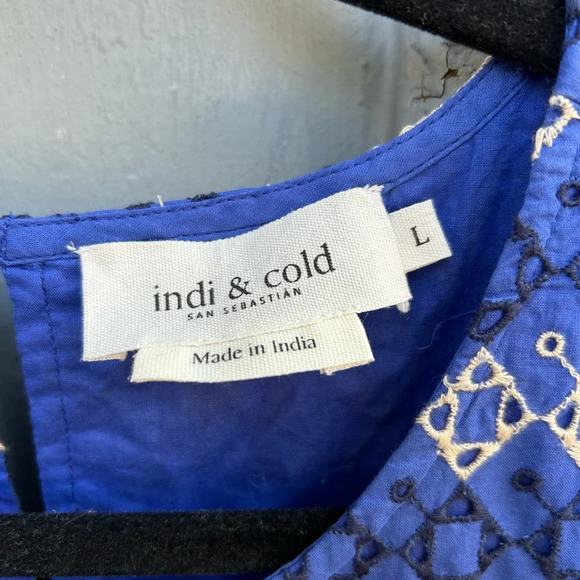 indi & cold
SAN SEBASTIÁN
L
Made in India